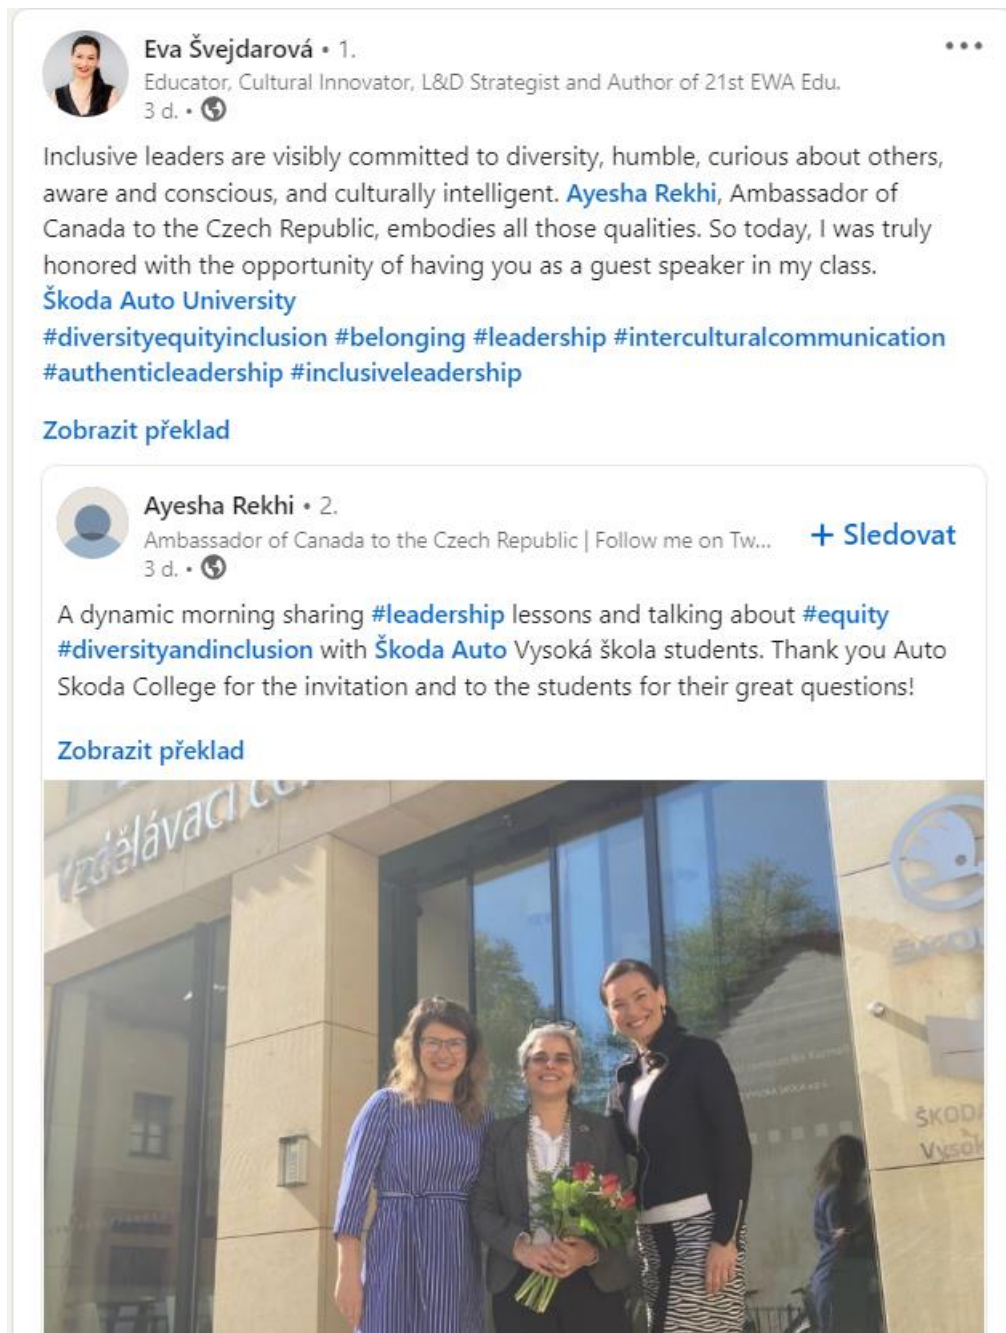 Eva Švejdarová • 1.
Educator, Cultural Innovator, L&D Strategist and Author of 21st EWA Edu.
3 d. •
Inclusive leaders are visibly committed to diversity, humble, curious about others,
aware and conscious, and culturally intelligent. Ayesha Rekhi, Ambassador of
Canada to the Czech Republic, embodies all those qualities. So today, I was truly
honored with the opportunity of having you as a guest speaker in my class.
Škoda Auto University
#diversityequityinclusion #belonging #leadership #interculturalcommunication
#authenticleadership #inclusiveleadership
Zobrazit překlad
Ayesha Rekhi • 2.
Ambassador of Canada to the Czech Republic | Follow me on Tw...
+ Sledovat
3 d. •
A dynamic morning sharing #leadership lessons and talking about #equity
#diversityandinclusion with Škoda Auto Vysoká škola students. Thank you Auto
Skoda College for the invitation and to the students for their great questions!
Zobrazit překlad
Vzdělávací
ŠKODA